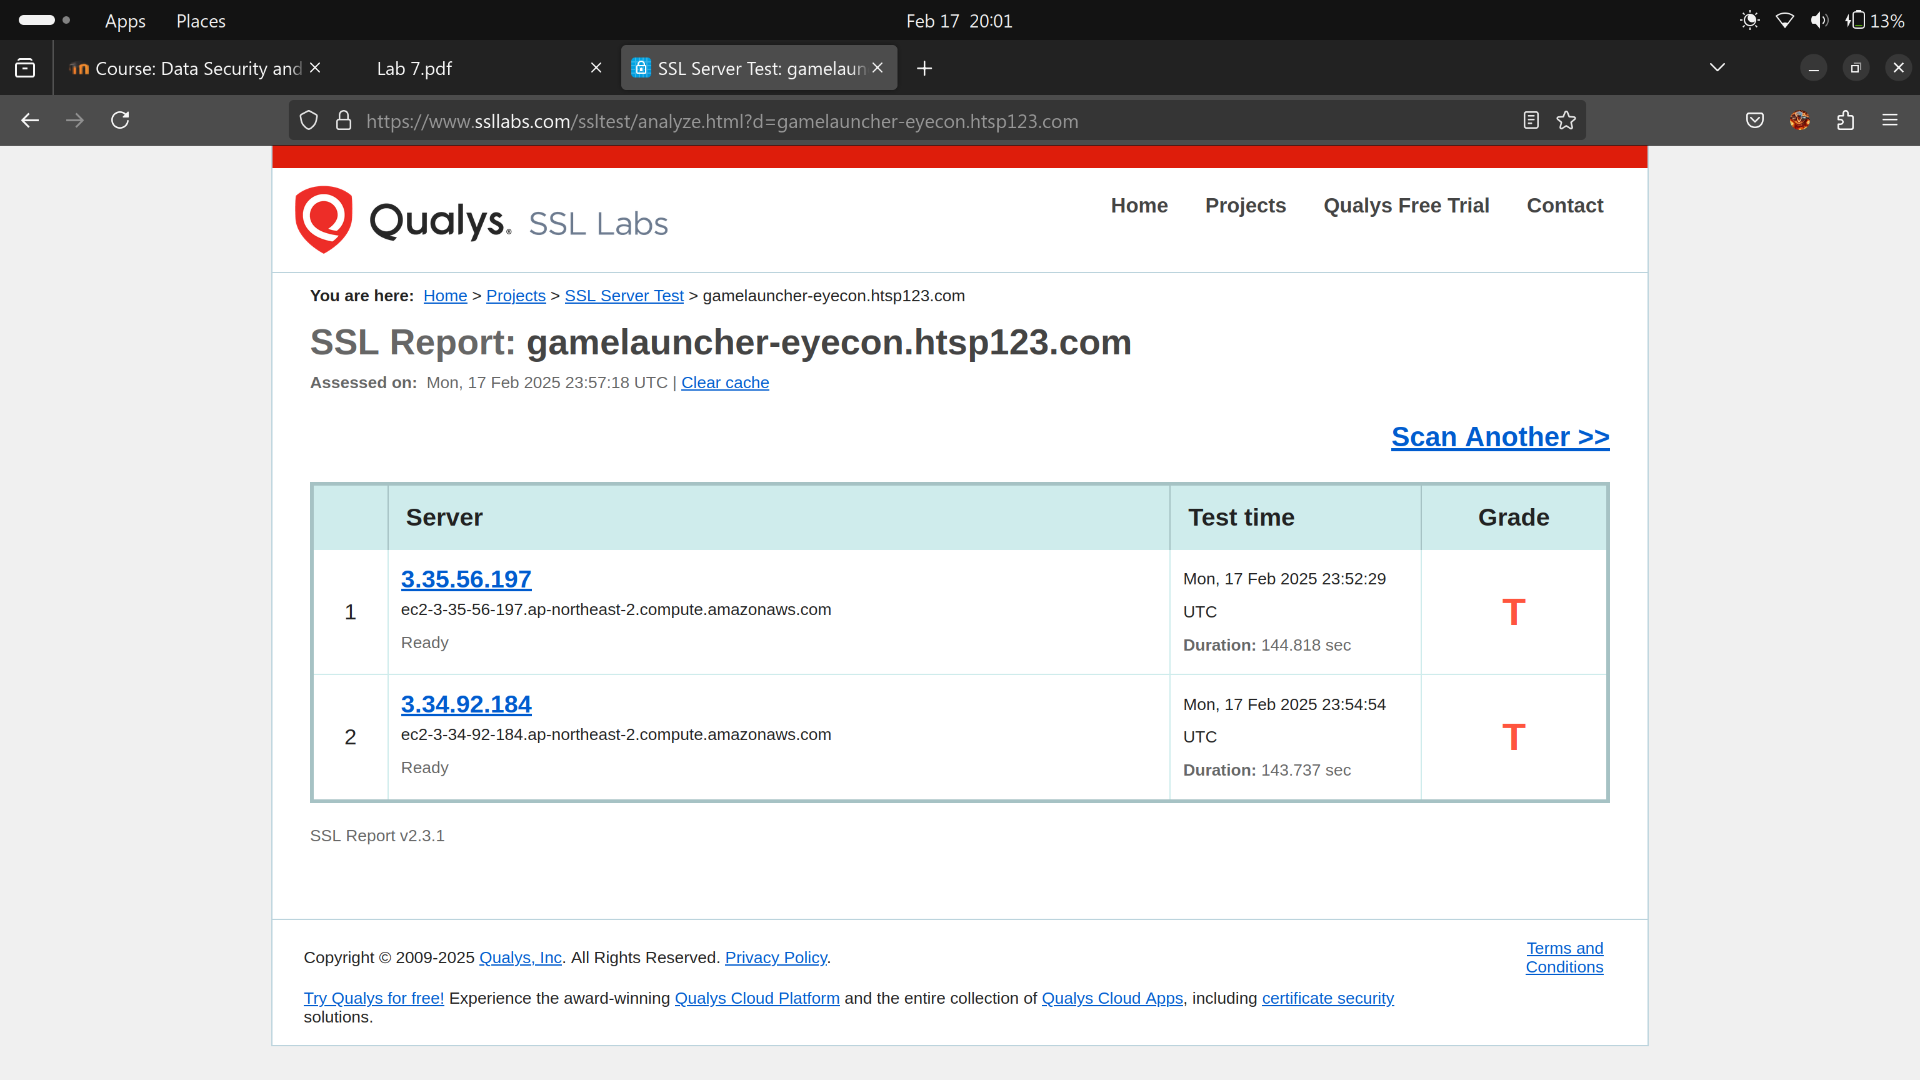 Apps Places Feb 17 20:01 13%
Course: Data Security and Lab 7.pdf SSL Server Test: gamelaun
https://www.ssllabs.com/ssltest/analyze.html?d=gamelauncher-eyecon.htsp123.com
Qualys. SSL Labs
Home Projects Qualys Free Trial Contact
You are here: Home > Projects > SSL Server Test > gamelauncher-eyecon.htsp123.com
SSL Report: gamelauncher-eyecon.htsp123.com
Assessed on: Mon, 17 Feb 2025 23:57:18 UTC | Clear cache
Scan Another >>
Server Test time Grade
1
3.35.56.197
ec2-3-35-56-197.ap-northeast-2.compute.amazonaws.com
Ready
Mon, 17 Feb 2025 23:52:29
UTC
Duration: 144.818 sec
T
2
3.34.92.184
ec2-3-34-92-184.ap-northeast-2.compute.amazonaws.com
Ready
Mon, 17 Feb 2025 23:54:54
UTC
Duration: 143.737 sec
T
SSL Report v2.3.1
Copyright © 2009-2025 Qualys, Inc. All Rights Reserved. Privacy Policy.
Terms and
Conditions
Try Qualys for free! Experience the award-winning Qualys Cloud Platform and the entire collection of Qualys Cloud Apps, including certificate security
solutions.